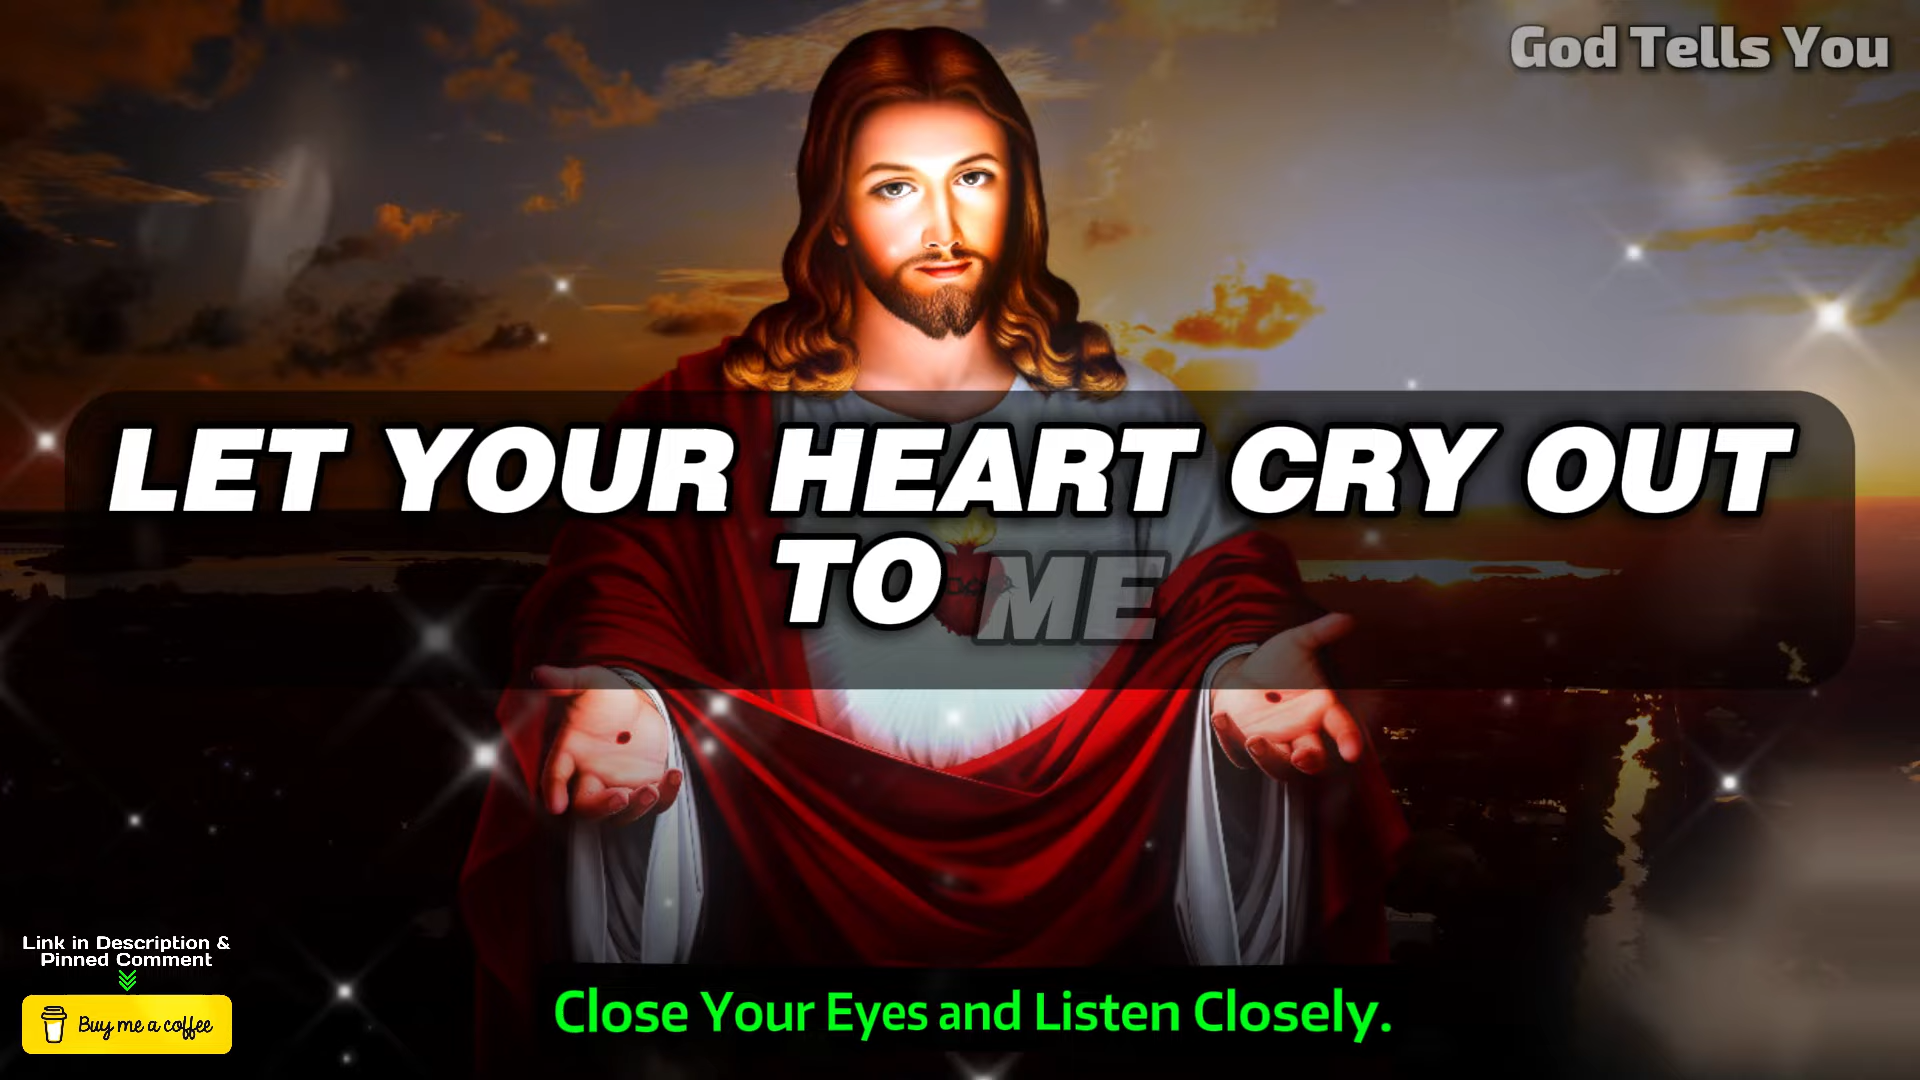 God Tells You
LET YOUR HEART CRY OUT
TO ME
Link in Description &
Pinned Comment
Buy me a coffee
Close Your Eyes and Listen Closely.